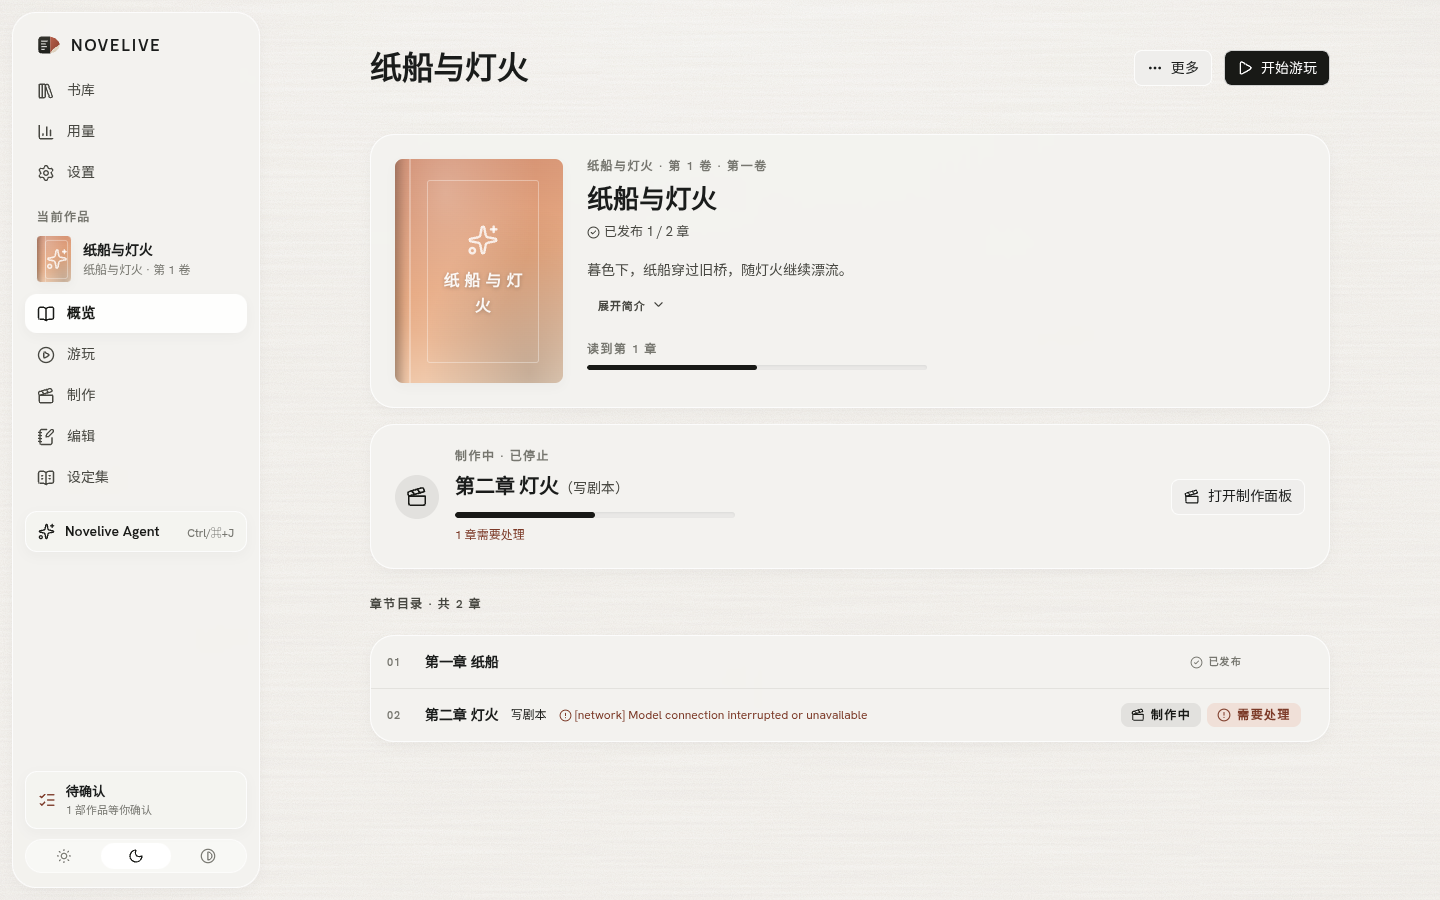 NOVELIVE
书库
用量
设置
当前作品
纸船与灯火
纸船与灯火 · 第 1 卷
概览
游玩
制作
编辑
设定集
Novelive Agent Ctrl/⌘+J
待确认
1 部作品等你确认
纸船与灯火
更多
开始游玩
纸船与灯
火
纸船与灯火 · 第 1 卷 · 第一卷
纸船与灯火
已发布 1 / 2 章
暮色下，纸船穿过旧桥，随灯火继续漂流。
展开简介
读到第 1 章
制作中 · 已停止
第二章 灯火（写剧本）
1 章需要处理
打开制作面板
章节目录 · 共 2 章
01 第一章 纸船 已发布
02 第二章 灯火 写剧本 [network] Model connection interrupted or unavailable 制作中 需要处理